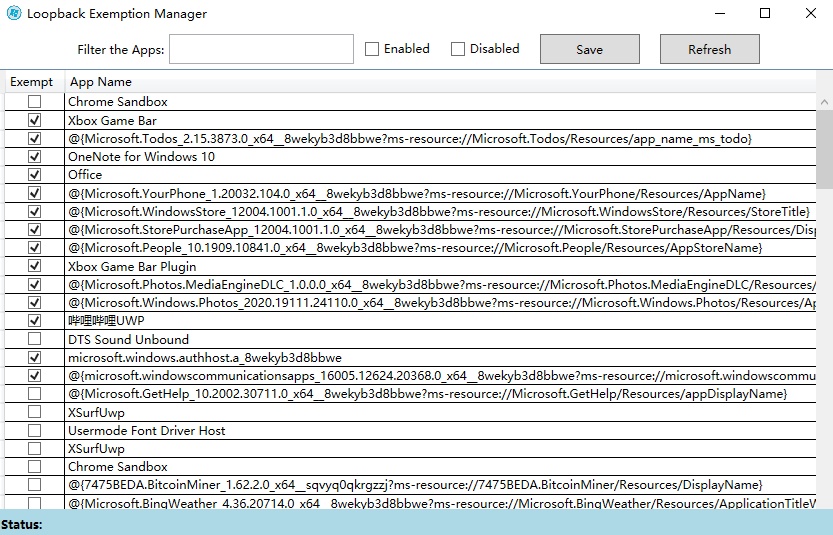 Loopback Exemption Manager
Filter the Apps: Enabled Disabled Save Refresh
Exempt App Name
Chrome Sandbox
Xbox Game Bar
@{Microsoft.Todos_2.15.3873.0_x64__8wekyb3d8bbwe?ms-resource://Microsoft.Todos/Resources/app_name_ms_todo}
OneNote for Windows 10
Office
@{Microsoft.YourPhone_1.20032.104.0_x64__8wekyb3d8bbwe?ms-resource://Microsoft.YourPhone/Resources/AppName}
@{Microsoft.WindowsStore_12004.1001.1.0_x64__8wekyb3d8bbwe?ms-resource://Microsoft.WindowsStore/Resources/StoreTitle}
@{Microsoft.StorePurchaseApp_12004.1001.1.0_x64__8wekyb3d8bbwe?ms-resource://Microsoft.StorePurchaseApp/Resources/Disp
@{Microsoft.People_10.1909.10841.0_x64__8wekyb3d8bbwe?ms-resource://Microsoft.People/Resources/AppStoreName}
Xbox Game Bar Plugin
@{Microsoft.Photos.MediaEngineDLC_1.0.0.0_x64__8wekyb3d8bbwe?ms-resource://Microsoft.Photos.MediaEngineDLC/Resources/
@{Microsoft.Windows.Photos_2020.19111.24110.0_x64__8wekyb3d8bbwe?ms-resource://Microsoft.Windows.Photos/Resources/Ap
哔哩哔哩UWP
DTS Sound Unbound
microsoft.windows.authhost.a_8wekyb3d8bbwe
@{microsoft.windowscommunicationsapps_16005.12624.20368.0_x64__8wekyb3d8bbwe?ms-resource://microsoft.windowscommu
@{Microsoft.GetHelp_10.2002.30711.0_x64__8wekyb3d8bbwe?ms-resource://Microsoft.GetHelp/Resources/appDisplayName}
XSurfUwp
Usermode Font Driver Host
XSurfUwp
Chrome Sandbox
@{7475BEDA.BitcoinMiner_1.62.2.0_x64__sqvyq0qkrgzzj?ms-resource://7475BEDA.BitcoinMiner/Resources/DisplayName}
@{Microsoft.BingWeather_4.36.20714.0_x64__8wekyb3d8bbwe?ms-resource://Microsoft.BingWeather/Resources/ApplicationTitleW
Status: